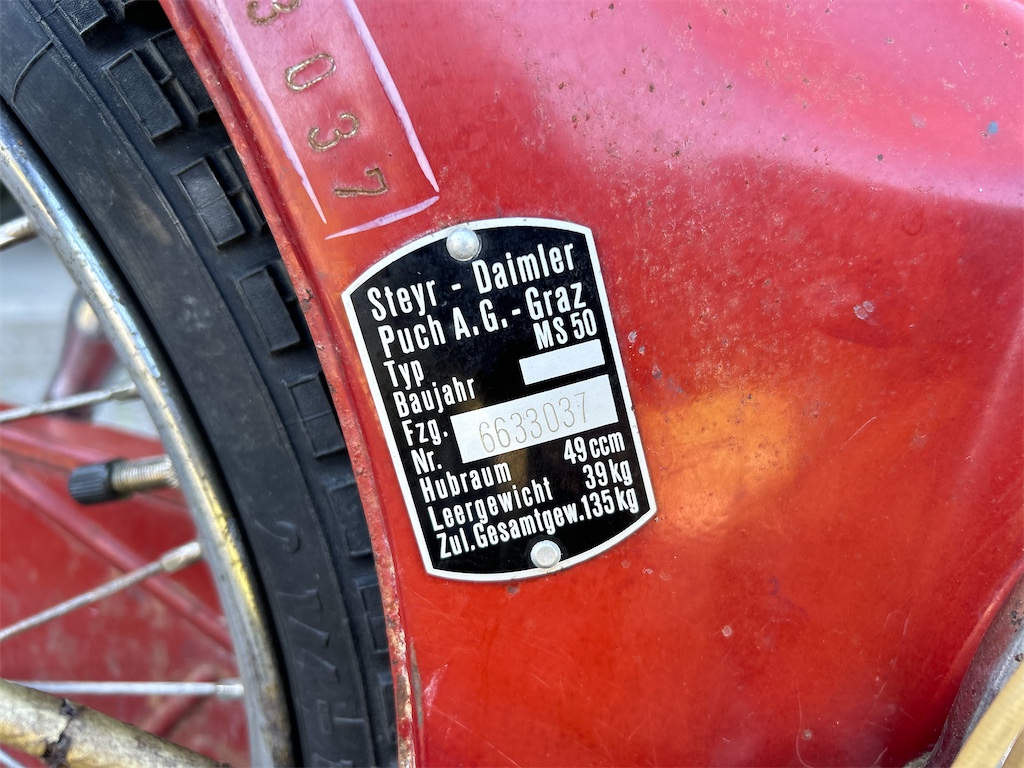 3037
Steyr - Daimler
Puch A.G. - Graz
Typ MS 50
Baujahr
Fzg. Nr. 6633037
Hubraum 49 ccm
Leergewicht 39 kg
Zul. Gesamtgew. 135 kg